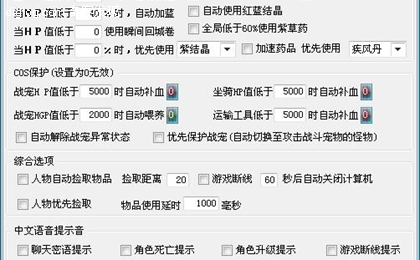 当H P值低于 40 %时，自动加蓝 自动使用红蓝结晶
当H P值低于 0 使用瞬间回城卷 全局低于60%使用紫草药
当H P值低于 0 %时，优先使用 紫结晶 加速药品 优先使用 疾风丹
COS保护(设置为0无效)
战宠H P值低于 5000 时自动补血 0 坐骑HP值低于 5000 时自动补血 0
战宠HGP值低于 2000 时自动喂养 0 运输工具低于 5000 时自动补血 0
自动解除战宠异常状态 优先保护战宠(自动切换至攻击战斗宠物的怪物)
综合选项
人物自动捡取物品 捡取距离 20 游戏断线 60 秒后自动关闭计算机
人物优先捡取 物品使用延时 1000 毫秒
中文语音提示音
聊天密语提示 角色死亡提示 角色升级提示 游戏断线提示